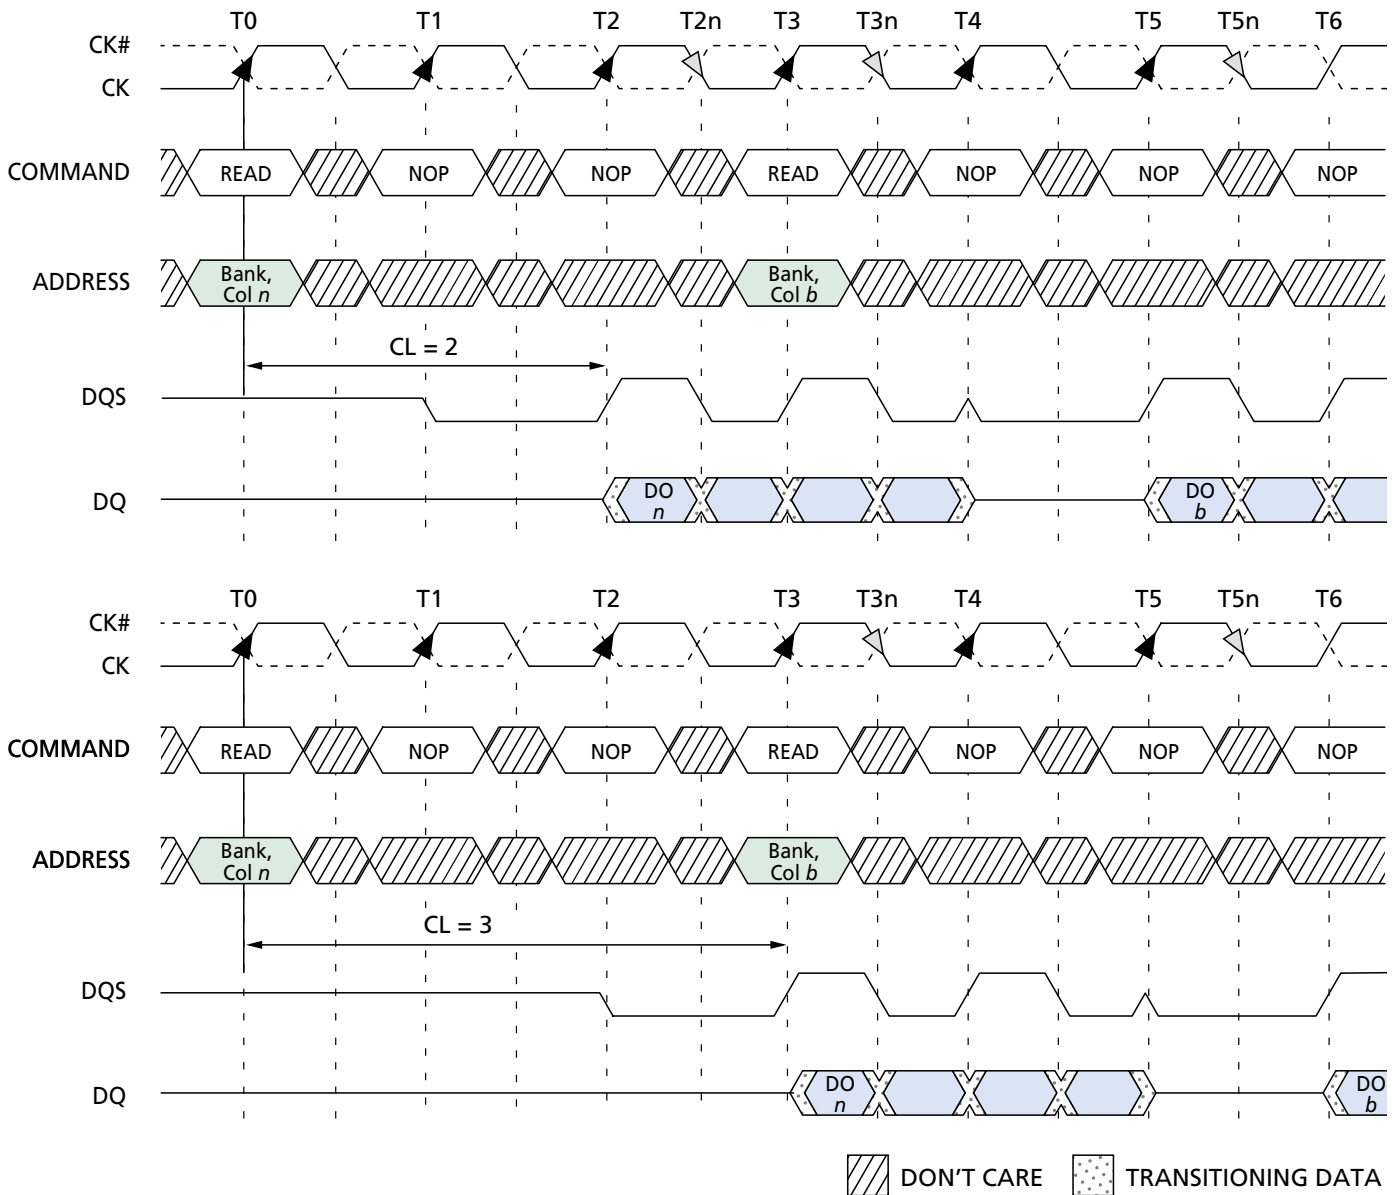 T0 T1 T2 T2n T3 T3n T4 T5 T5n T6
CK#
CK
COMMAND READ NOP NOP READ NOP NOP NOP
ADDRESS Bank, Col n Bank, Col b
CL = 2
DQS
DQ DO n DO b
T0 T1 T2 T3 T3n T4 T5 T5n T6
CK#
CK
COMMAND READ NOP NOP READ NOP NOP NOP
ADDRESS Bank, Col n Bank, Col b
CL = 3
DQS
DQ DO n DO b
DON'T CARE TRANSITIONING DATA